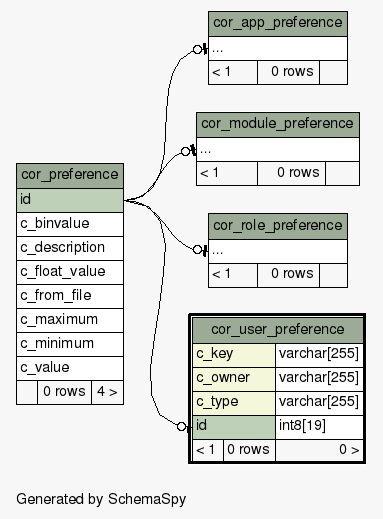 cor_app_preference
...
< 1 0 rows
cor_module_preference
...
< 1 0 rows
cor_preference
id
c_binvalue
c_description
c_float_value
c_from_file
c_maximum
c_minimum
c_value
0 rows 4 >
cor_role_preference
...
< 1 0 rows
cor_user_preference
c_key varchar[255]
c_owner varchar[255]
c_type varchar[255]
id int8[19]
< 1 0 rows 0 >
Generated by SchemaSpy